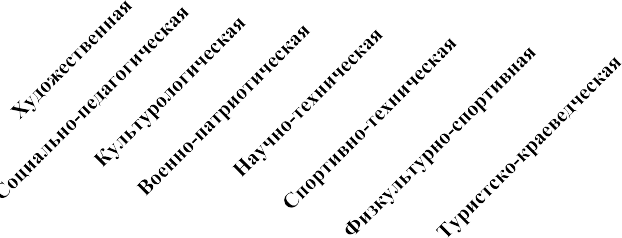 Художественная
Социально-педагогическая
Культурологическая
Военно-патриотическая
Научно-техническая
Спортивно-техническая
Физкультурно-спортивная
Туристско-краеведческая